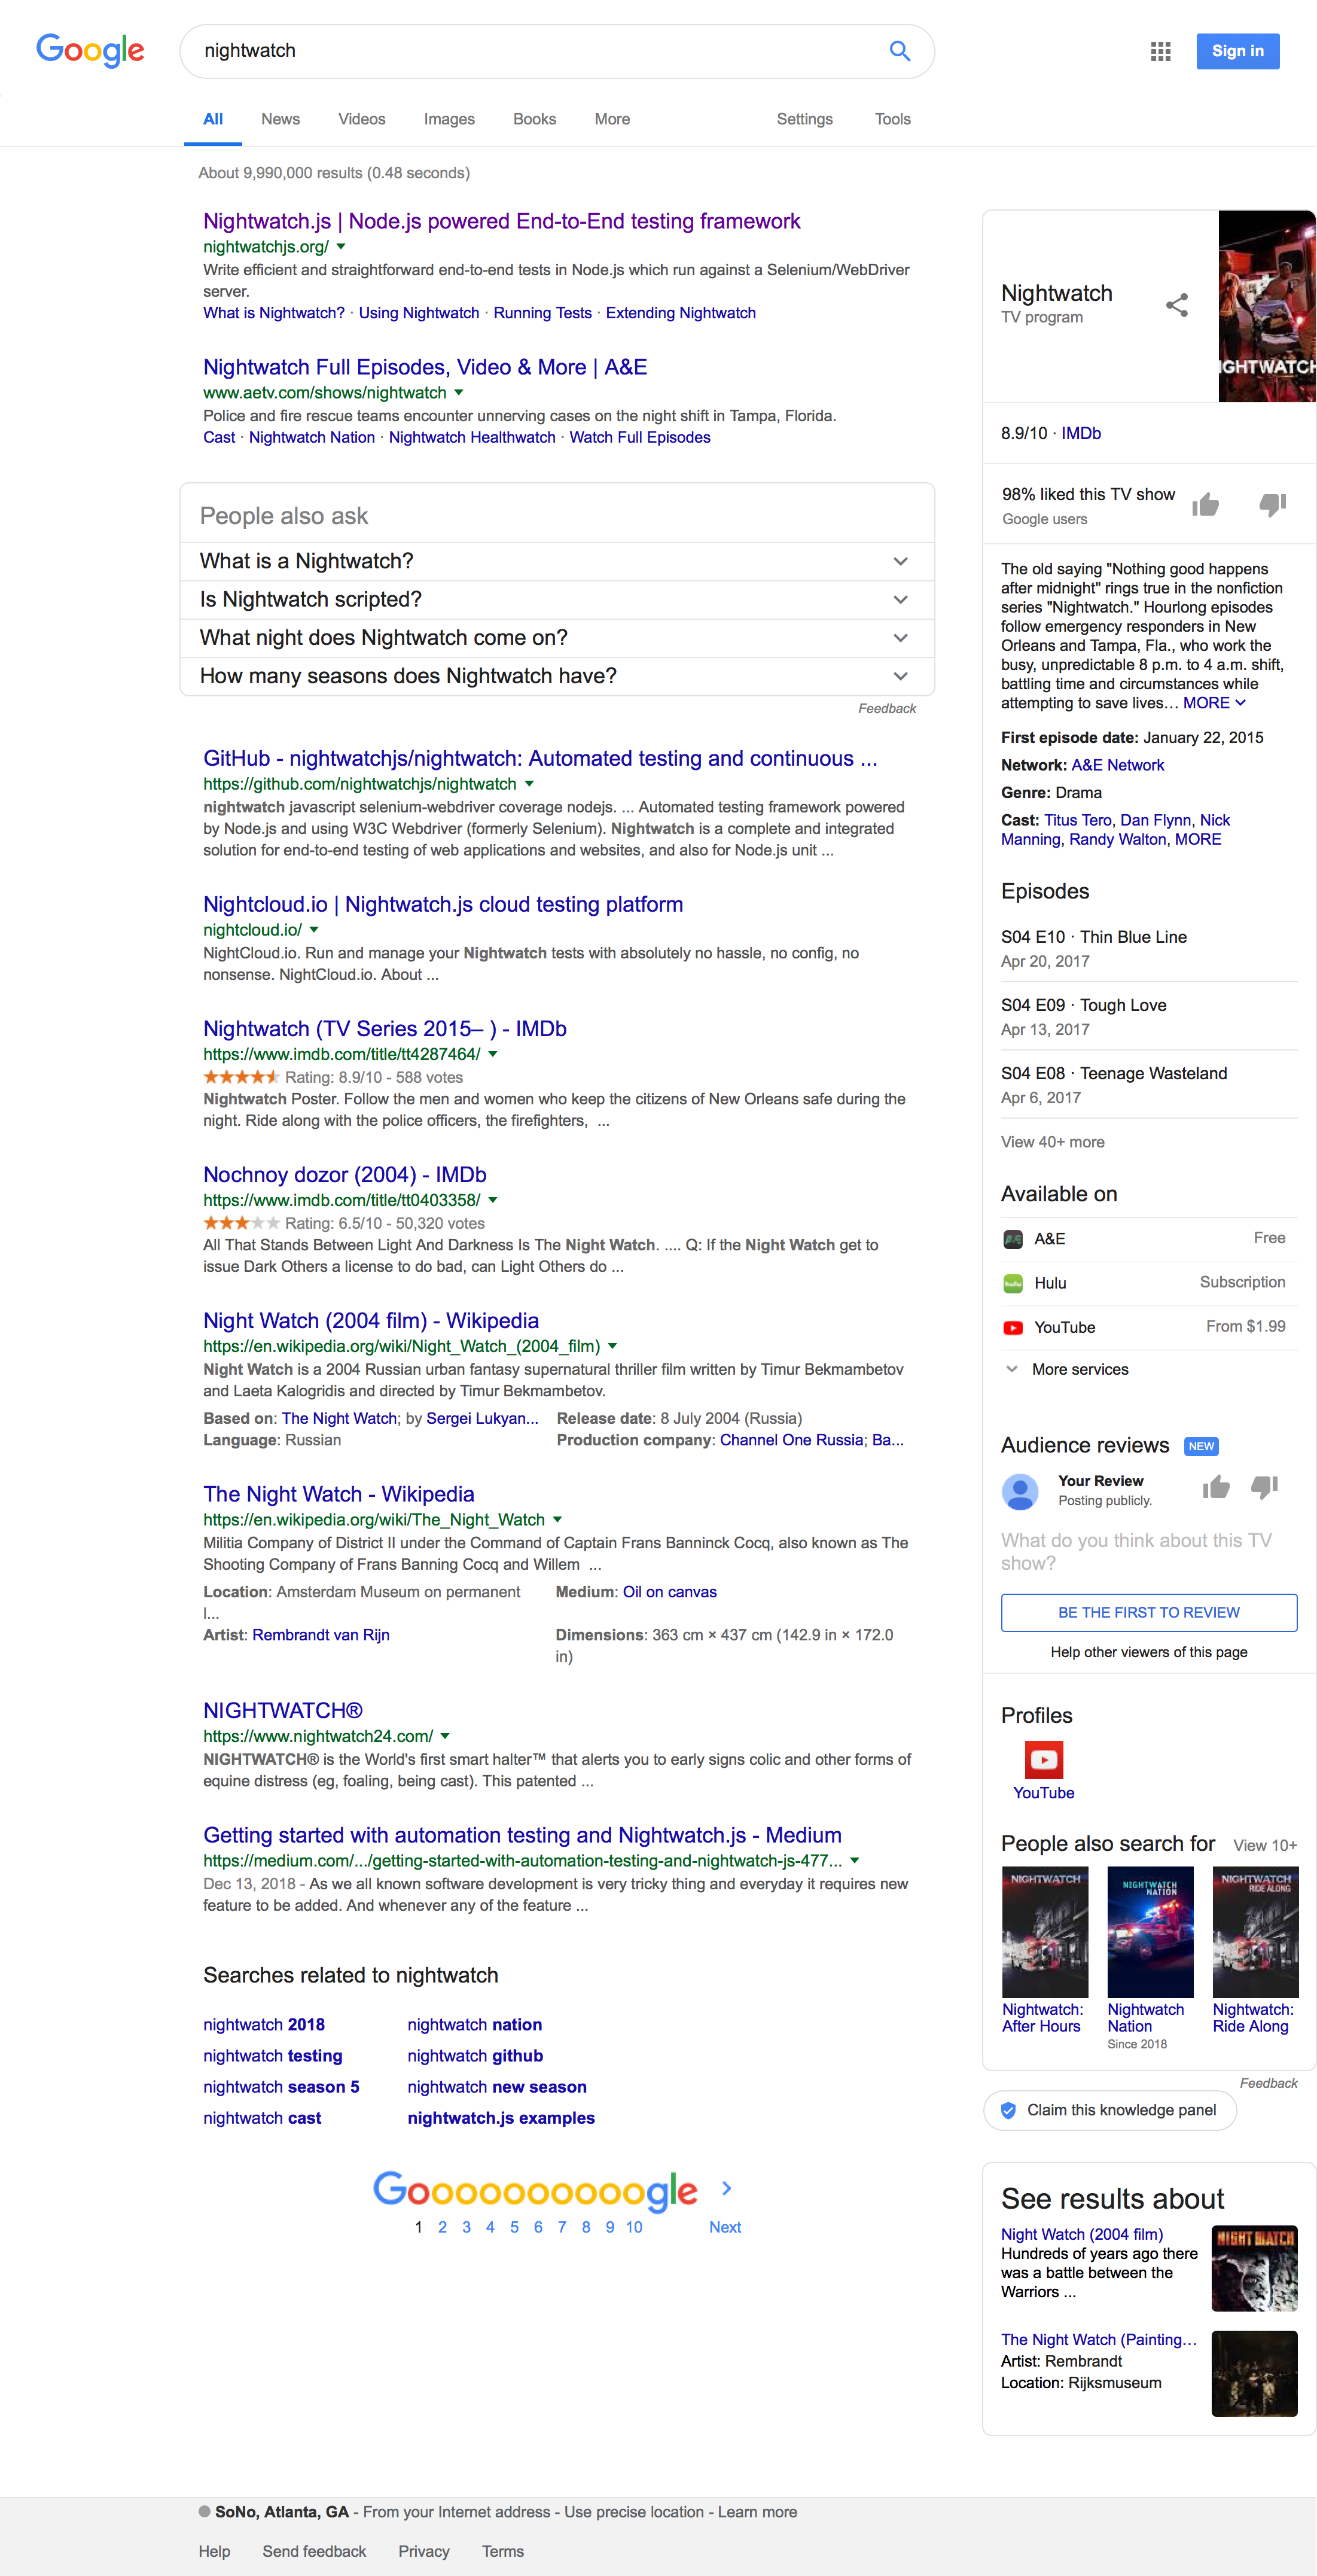 Google
nightwatch
Sign in
All News Videos Images Books More Settings Tools
About 9,990,000 results (0.48 seconds)
Nightwatch.js | Node.js powered End-to-End testing framework
nightwatchjs.org/
Write efficient and straightforward end-to-end tests in Node.js which run against a Selenium/WebDriver
server.
What is Nightwatch? · Using Nightwatch · Running Tests · Extending Nightwatch
Nightwatch Full Episodes, Video & More | A&E
www.aetv.com/shows/nightwatch
Police and fire rescue teams encounter unnerving cases on the night shift in Tampa, Florida.
Cast · Nightwatch Nation · Nightwatch Healthwatch · Watch Full Episodes
People also ask
What is a Nightwatch?
Is Nightwatch scripted?
What night does Nightwatch come on?
How many seasons does Nightwatch have?
Feedback
GitHub - nightwatchjs/nightwatch: Automated testing and continuous ...
https://github.com/nightwatchjs/nightwatch
nightwatch javascript selenium-webdriver coverage nodejs. ... Automated testing framework powered
by Node.js and using W3C Webdriver (formerly Selenium). Nightwatch is a complete and integrated
solution for end-to-end testing of web applications and websites, and also for Node.js unit ...
Nightcloud.io | Nightwatch.js cloud testing platform
nightcloud.io/
NightCloud.io. Run and manage your Nightwatch tests with absolutely no hassle, no config, no
nonsense. NightCloud.io. About ...
Nightwatch (TV Series 2015– ) - IMDb
https://www.imdb.com/title/tt4287464/
Rating: 8.9/10 - 588 votes
Nightwatch Poster. Follow the men and women who keep the citizens of New Orleans safe during the
night. Ride along with the police officers, the firefighters, ...
Nochnoy dozor (2004) - IMDb
https://www.imdb.com/title/tt0403358/
Rating: 6.5/10 - 50,320 votes
All That Stands Between Light And Darkness Is The Night Watch. .... Q: If the Night Watch get to
issue Dark Others a license to do bad, can Light Others do ...
Night Watch (2004 film) - Wikipedia
https://en.wikipedia.org/wiki/Night_Watch_(2004_film)
Night Watch is a 2004 Russian urban fantasy supernatural thriller film written by Timur Bekmambetov
and Laeta Kalogridis and directed by Timur Bekmambetov.
Based on: The Night Watch; by Sergei Lukyan... Release date: 8 July 2004 (Russia)
Language: Russian Production company: Channel One Russia; Ba...
The Night Watch - Wikipedia
https://en.wikipedia.org/wiki/The_Night_Watch
Militia Company of District II under the Command of Captain Frans Banninck Cocq, also known as The
Shooting Company of Frans Banning Cocq and Willem ...
Location: Amsterdam Museum on permanent
l...
Medium: Oil on canvas
Artist: Rembrandt van Rijn
Dimensions: 363 cm × 437 cm (142.9 in × 172.0
in)
NIGHTWATCH®
https://www.nightwatch24.com/
NIGHTWATCH® is the World's first smart halter™ that alerts you to early signs colic and other forms of
equine distress (eg, foaling, being cast). This patented ...
Getting started with automation testing and Nightwatch.js - Medium
https://medium.com/.../getting-started-with-automation-testing-and-nightwatch-js-477...
Dec 13, 2018 - As we all known software development is very tricky thing and everyday it requires new
feature to be added. And whenever any of the feature ...
Searches related to nightwatch
nightwatch 2018 nightwatch nation
nightwatch testing nightwatch github
nightwatch season 5 nightwatch new season
nightwatch cast nightwatch.js examples
Goooooooooogle
1 2 3 4 5 6 7 8 9 10 Next
Nightwatch
TV program
IGHTWATCH
8.9/10 · IMDb
98% liked this TV show
Google users
The old saying "Nothing good happens
after midnight" rings true in the nonfiction
series "Nightwatch." Hourlong episodes
follow emergency responders in New
Orleans and Tampa, Fla., who work the
busy, unpredictable 8 p.m. to 4 a.m. shift,
battling time and circumstances while
attempting to save lives… MORE
First episode date: January 22, 2015
Network: A&E Network
Genre: Drama
Cast: Titus Tero, Dan Flynn, Nick
Manning, Randy Walton, MORE
Episodes
S04 E10 · Thin Blue Line
Apr 20, 2017
S04 E09 · Tough Love
Apr 13, 2017
S04 E08 · Teenage Wasteland
Apr 6, 2017
View 40+ more
Available on
A&E Free
hulu Hulu Subscription
YouTube From $1.99
More services
Audience reviews NEW
Your Review
Posting publicly.
What do you think about this TV
show?
BE THE FIRST TO REVIEW
Help other viewers of this page
Profiles
YouTube
People also search for View 10+
NIGHTWATCH
NIGHTWATCH
NATION
NIGHTWATCH
RIDE ALONG
Nightwatch:
After Hours
Nightwatch
Nation
Since 2018
Nightwatch:
Ride Along
Feedback
Claim this knowledge panel
See results about
Night Watch (2004 film)
Hundreds of years ago there
was a battle between the
Warriors ...
NIGHT WATCH
The Night Watch (Painting…
Artist: Rembrandt
Location: Rijksmuseum
SoNo, Atlanta, GA - From your Internet address - Use precise location - Learn more
Help Send feedback Privacy Terms